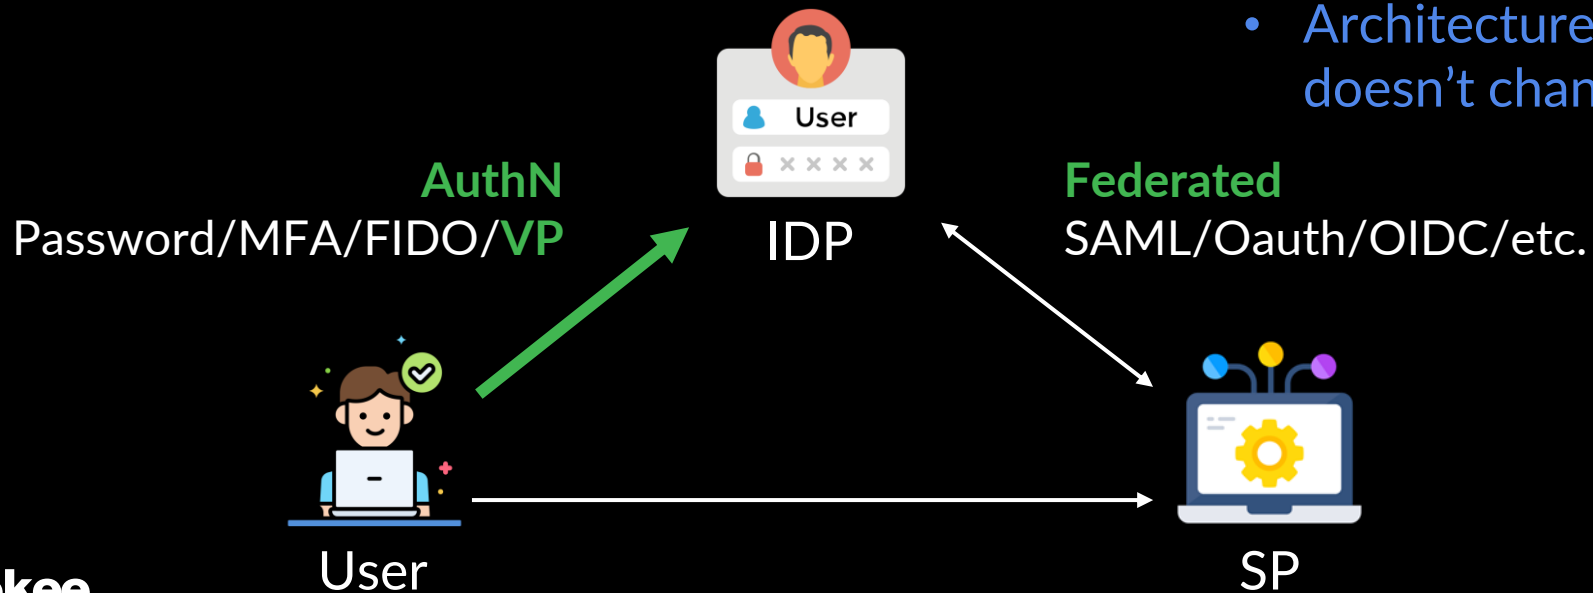 • Architecture
doesn’t chan
User
× × × ×
AuthN
Password/MFA/FIDO/VP
IDP
Federated
SAML/Oauth/OIDC/etc.
User
SP